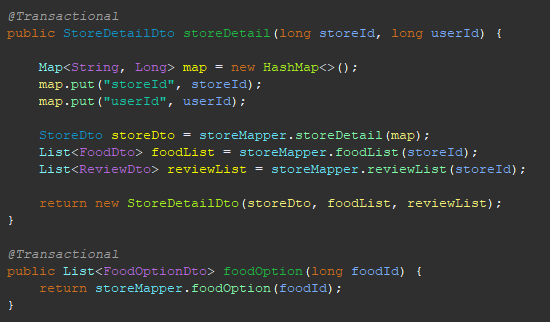 @Transactional
public StoreDetailDto storeDetail(long storeId, long userId) {
Map<String, Long> map = new HashMap<>();
map.put("storeId", storeId);
map.put("userId", userId);
StoreDto storeDto = storeMapper.storeDetail(map);
List<FoodDto> foodList = storeMapper.foodList(storeId);
List<ReviewDto> reviewList = storeMapper.reviewList(storeId);
return new StoreDetailDto(storeDto, foodList, reviewList);
}
@Transactional
public List<FoodOptionDto> foodOption(long foodId) {
return storeMapper.foodOption(foodId);
}